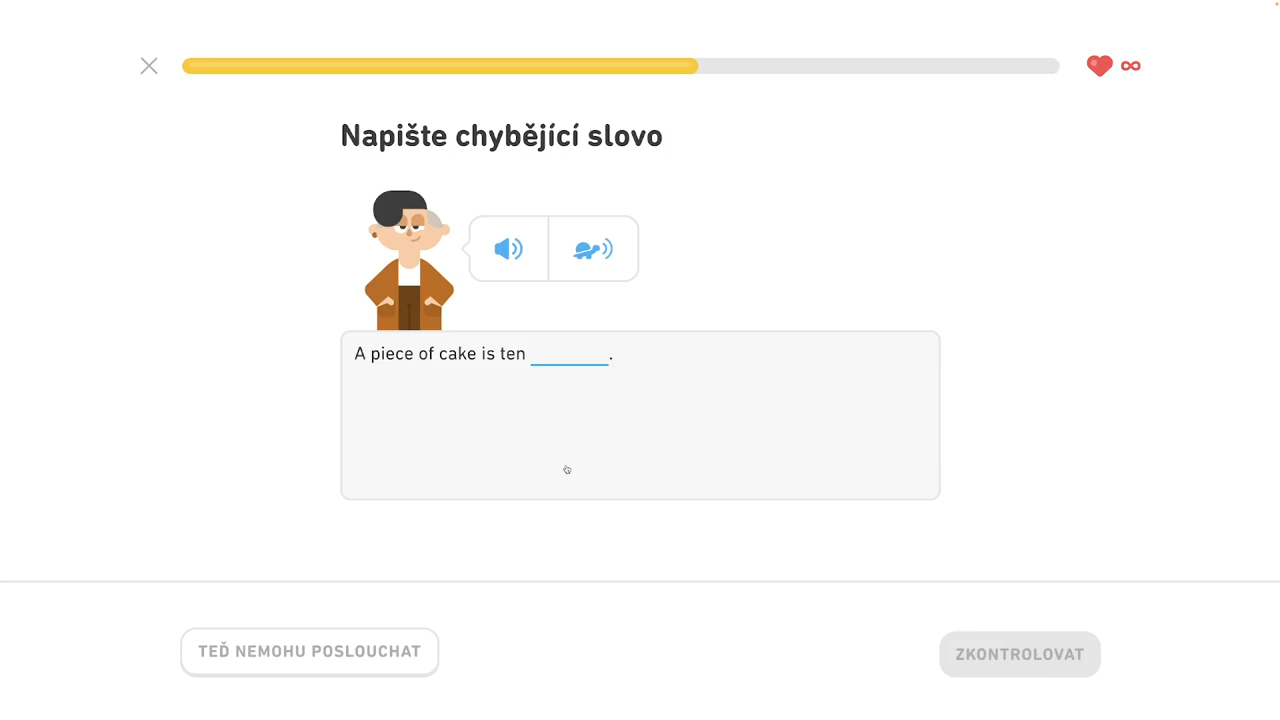 Napište chybějící slovo
A piece of cake is ten ________.
TEĎ NEMOHU POSLOUCHAT
ZKONTROLOVAT